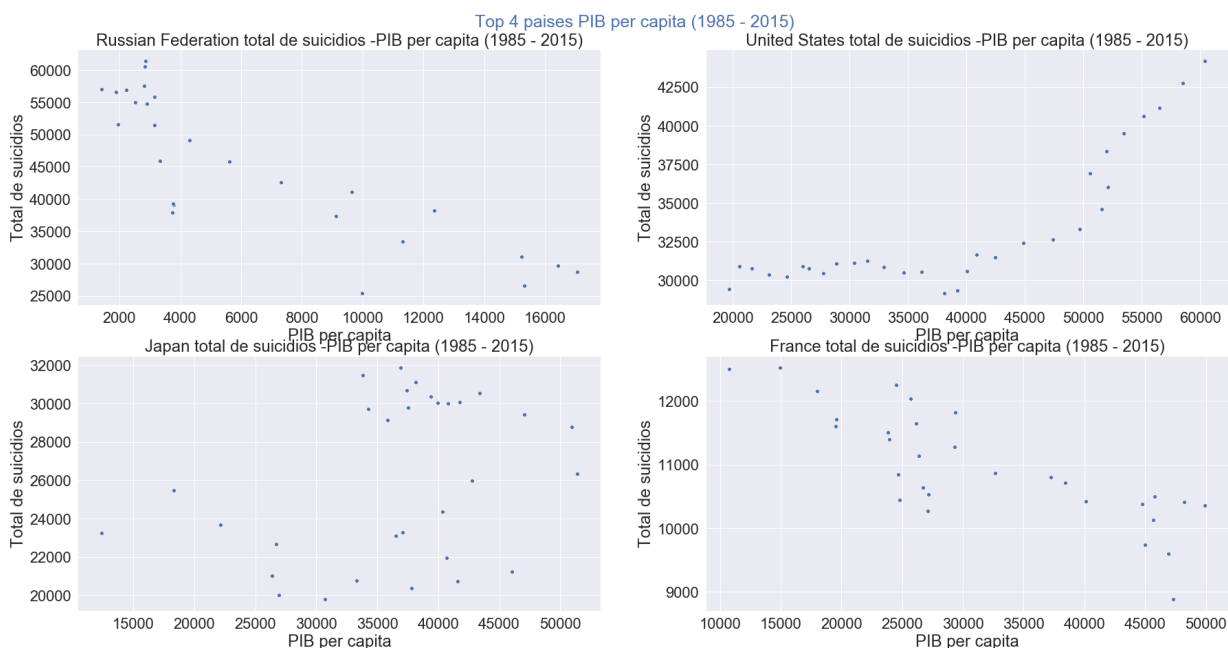 Top 4 paises PIB per capita (1985 - 2015)
Russian Federation total de suicidios -PIB per capita (1985 - 2015)
Total de suicidios
60000
55000
50000
45000
40000
35000
30000
25000
2000 4000 6000 8000 10000 12000 14000 16000
PIB per capita
United States total de suicidios -PIB per capita (1985 - 2015)
Total de suicidios
42500
40000
37500
35000
32500
30000
20000 25000 30000 35000 40000 45000 50000 55000 60000
PIB per capita
Japan total de suicidios -PIB per capita (1985 - 2015)
Total de suicidios
32000
30000
28000
26000
24000
22000
20000
15000 20000 25000 30000 35000 40000 45000 50000
PIB per capita
France total de suicidios -PIB per capita (1985 - 2015)
Total de suicidios
12000
11000
10000
9000
10000 15000 20000 25000 30000 35000 40000 45000 50000
PIB per capita